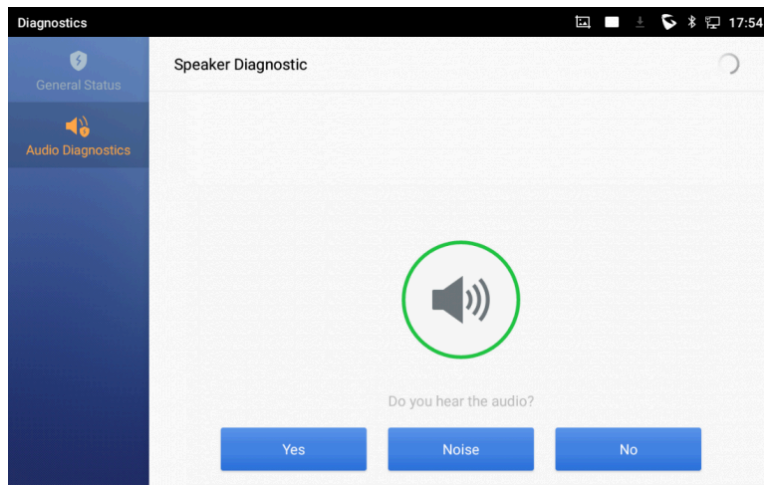 Diagnostics
17:54
General Status
Audio Diagnostics
Speaker Diagnostic
Do you hear the audio?
Yes
Noise
No